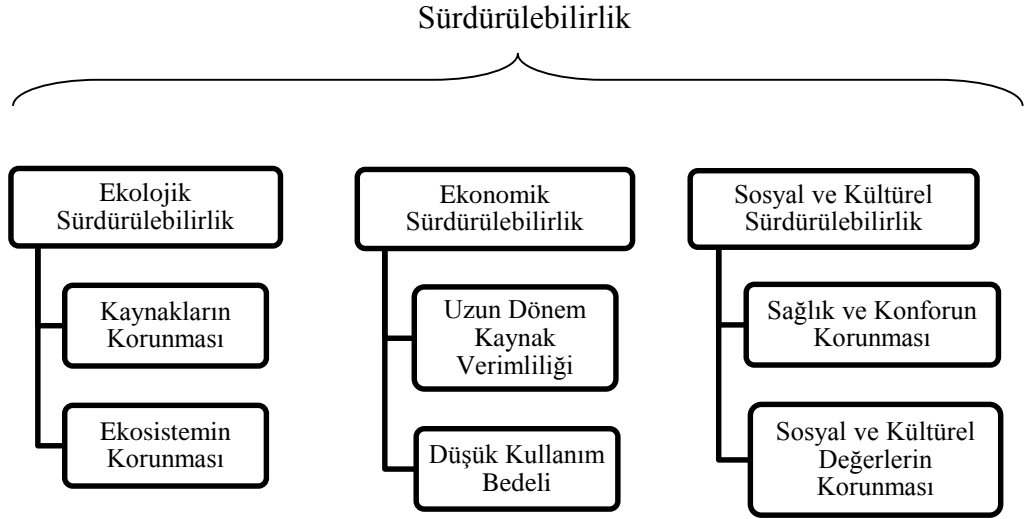 Sürdürülebilirlik
Ekolojik
Sürdürülebilirlik
Kaynakların
Korunması
Ekosistemin
Korunması
Ekonomik
Sürdürülebilirlik
Uzun Dönem
Kaynak
Verimliliği
Düşük Kullanım
Bedeli
Sosyal ve Kültürel
Sürdürülebilirlik
Sağlık ve Konforun
Korunması
Sosyal ve Kültürel
Değerlerin
Korunması